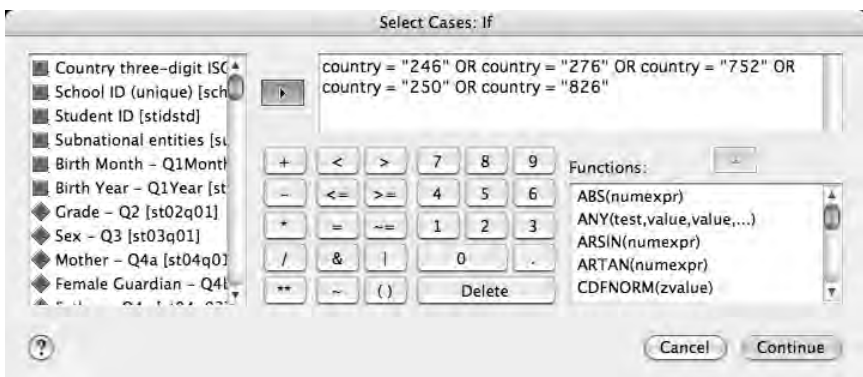 Select Cases: If
Country three-digit ISC
School ID (unique) [sch
Student ID [stidstd]
Subnational entities [su
Birth Month - Q1Month
Birth Year - Q1Year [st
Grade - Q2 [st02q01]
Sex - Q3 [st03q01]
Mother - Q4a [st04q01
Female Guardian - Q4b
country = "246" OR country = "276" OR country = "752" OR
country = "250" OR country = "826"
+ < > 7 8 9
- <= >= 4 5 6
* = ~= 1 2 3
/ & | 0 .
** ~ () Delete
Functions:
ABS(numexpr)
ANY(test,value,value,...)
ARSIN(numexpr)
ARTAN(numexpr)
CDFNORM(zvalue)
?
Cancel
Continue